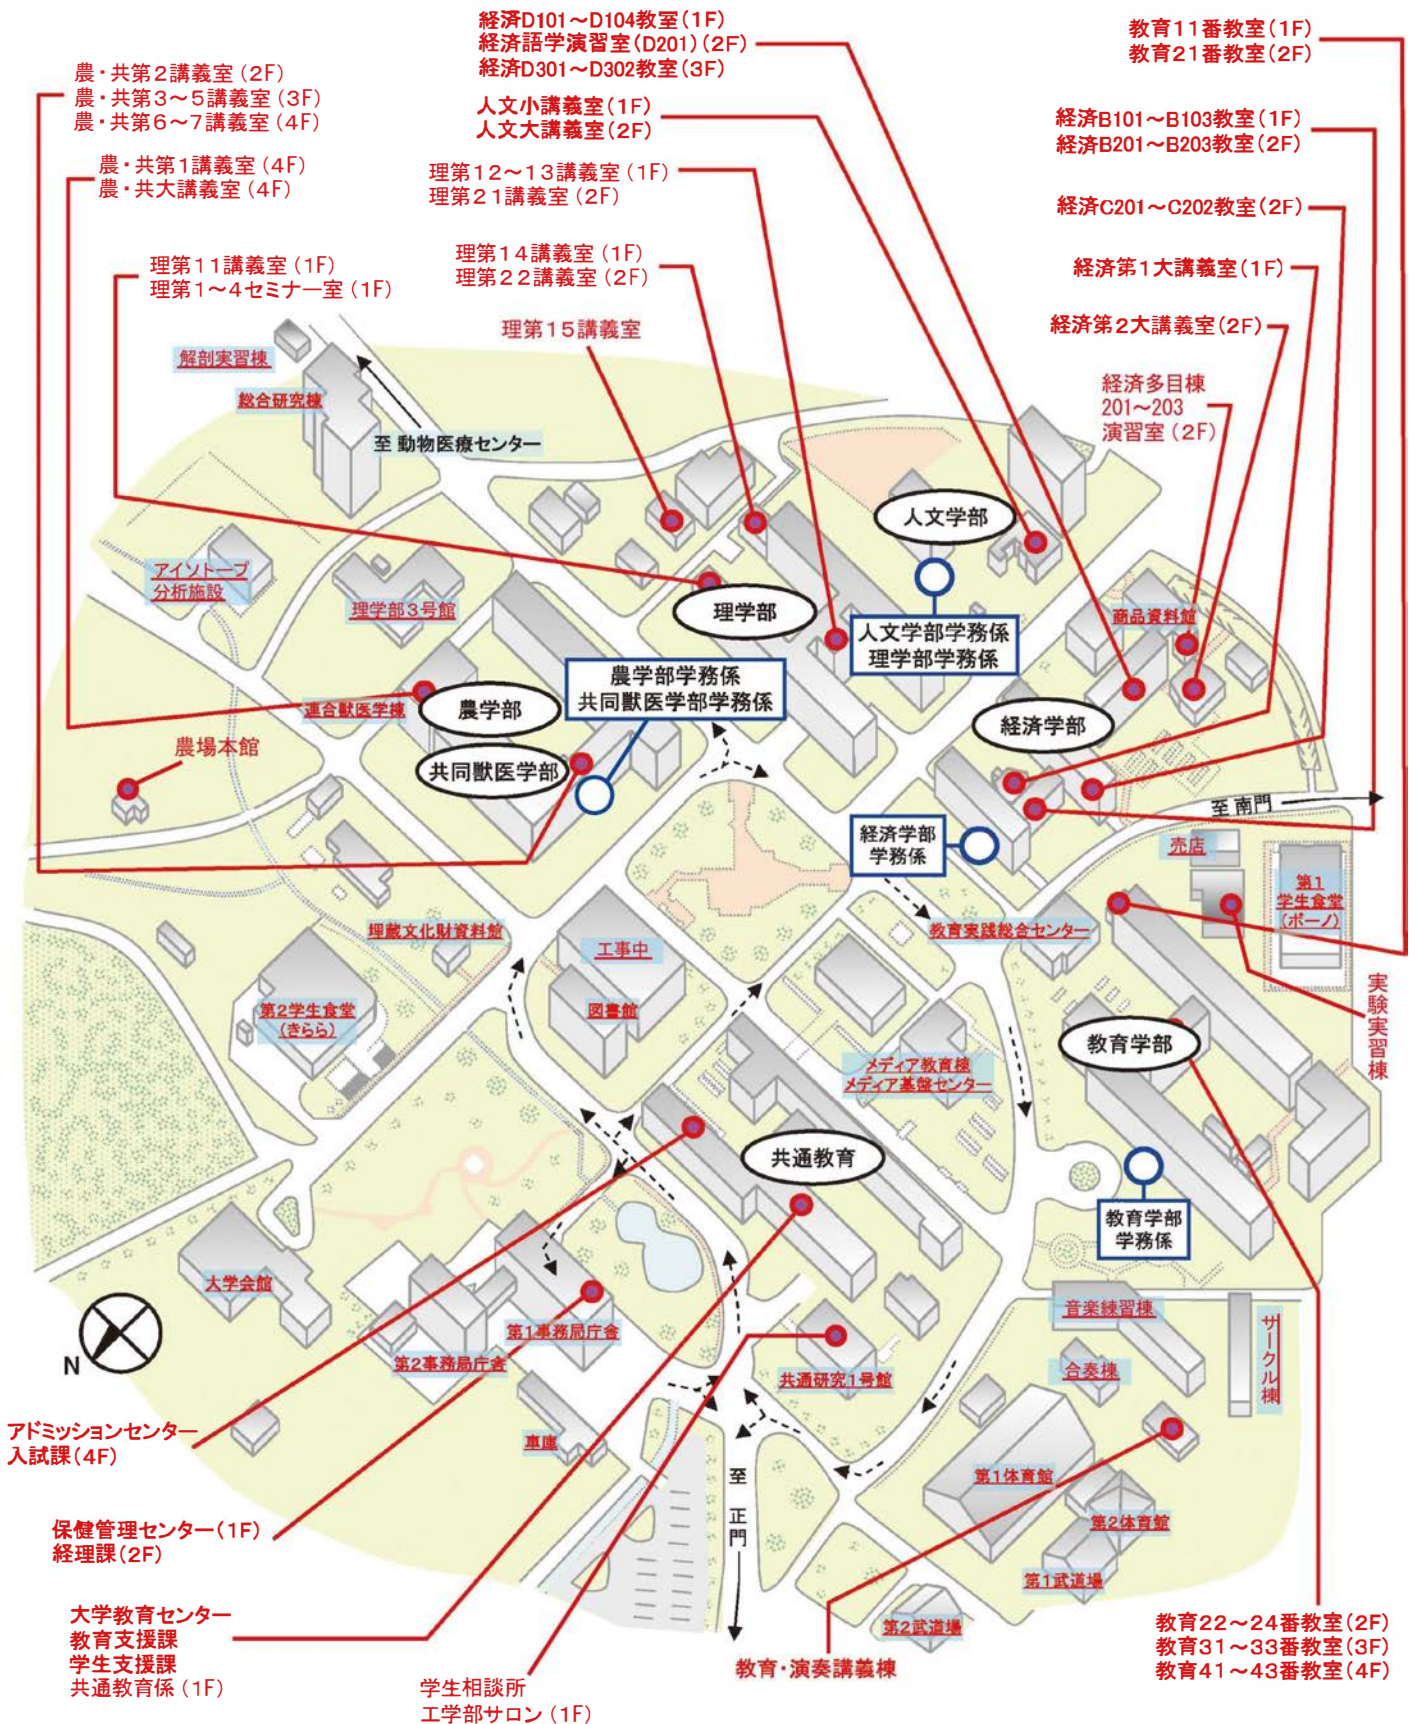 経済D101～D104教室(1F)
経済語学演習室(D201)(2F)
経済D301～D302教室(3F)
教育11番教室(1F)
教育21番教室(2F)
農・共第2講義室(2F)
農・共第3～5講義室(3F)
農・共第6～7講義室(4F)
人文小講義室(1F)
人文大講義室(2F)
経済B101～B103教室(1F)
経済B201～B203教室(2F)
農・共第1講義室(4F)
農・共大講義室(4F)
理第12～13講義室(1F)
理第21講義室(2F)
経済C201～C202教室(2F)
理第11講義室(1F)
理第1～4セミナー室(1F)
理第14講義室(1F)
理第22講義室(2F)
経済第1大講義室(1F)
理第15講義室
経済第2大講義室(2F)
解剖実習棟
総合研究棟
経済多目棟
201～203
演習室(2F)
至 動物医療センター
人文学部
アイソトープ
分析施設
理学部3号館
理学部
商品資料館
人文学部学務係
理学部学務係
農学部学務係
共同獣医学部学務係
連合獣医学棟
農学部
経済学部
農場本館
共同獣医学部
至 南門
経済学部
学務係
売店
第1
学生食堂
(ボーノ)
埋蔵文化財資料館
工事中
教育実践総合センター
第2学生食堂
(きらら)
図書館
実験実習棟
教育学部
メディア教育棟
メディア基盤センター
共通教育
教育学部
学務係
大学会館
第1事務局庁舎
第2事務局庁舎
音楽練習棟
サークル棟
合奏棟
共通研究1号館
N
アドミッションセンター
入試課(4F)
車庫
至 正門
第1体育館
第2体育館
保健管理センター(1F)
経理課(2F)
第1武道場
第2武道場
大学教育センター
教育支援課
学生支援課
共通教育係(1F)
学生相談所
工学部サロン(1F)
教育・演奏講義棟
教育22～24番教室(2F)
教育31～33番教室(3F)
教育41～43番教室(4F)